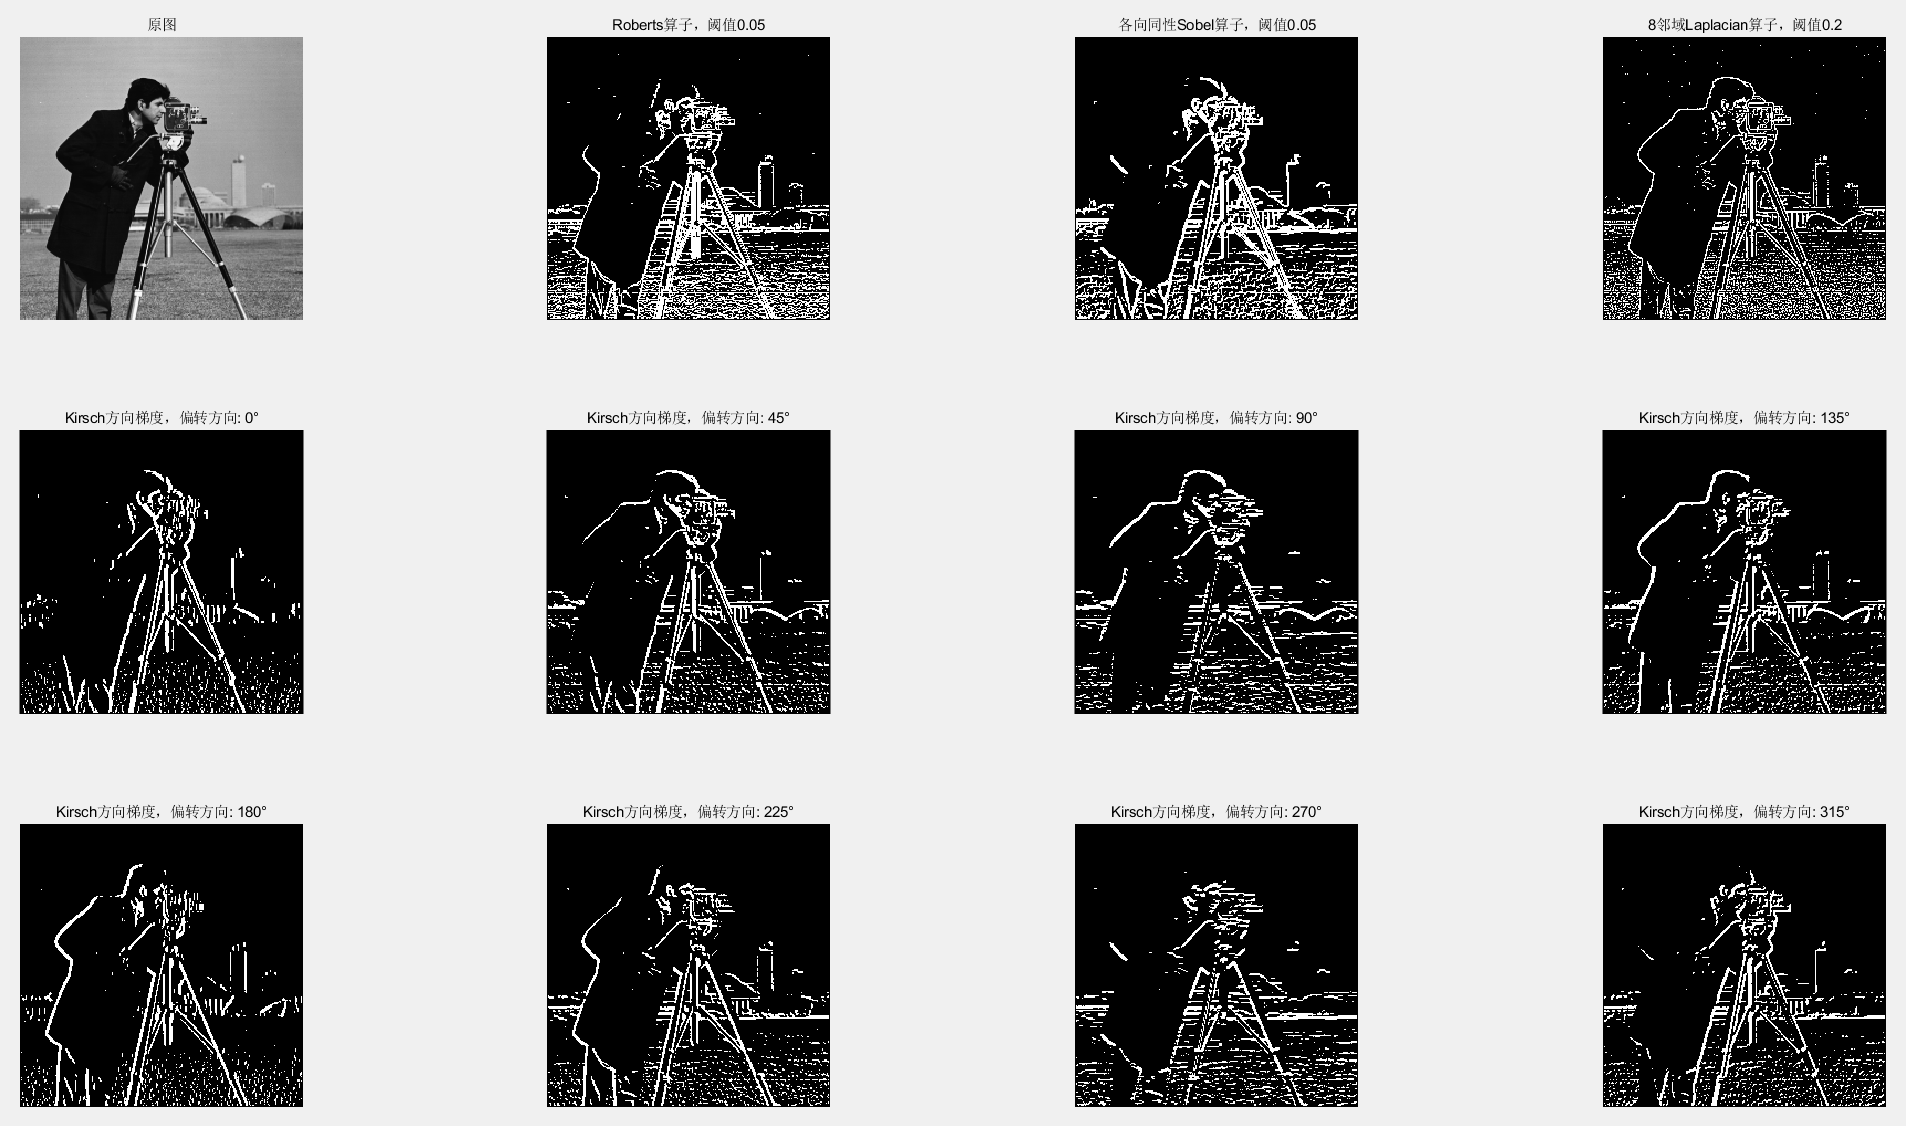 原图
Roberts算子，阈值0.05
各向同性Sobel算子，阈值0.05
8邻域Laplacian算子，阈值0.2
Kirsch方向梯度，偏转方向: 0°
Kirsch方向梯度，偏转方向: 45°
Kirsch方向梯度，偏转方向: 90°
Kirsch方向梯度，偏转方向: 135°
Kirsch方向梯度，偏转方向: 180°
Kirsch方向梯度，偏转方向: 225°
Kirsch方向梯度，偏转方向: 270°
Kirsch方向梯度，偏转方向: 315°